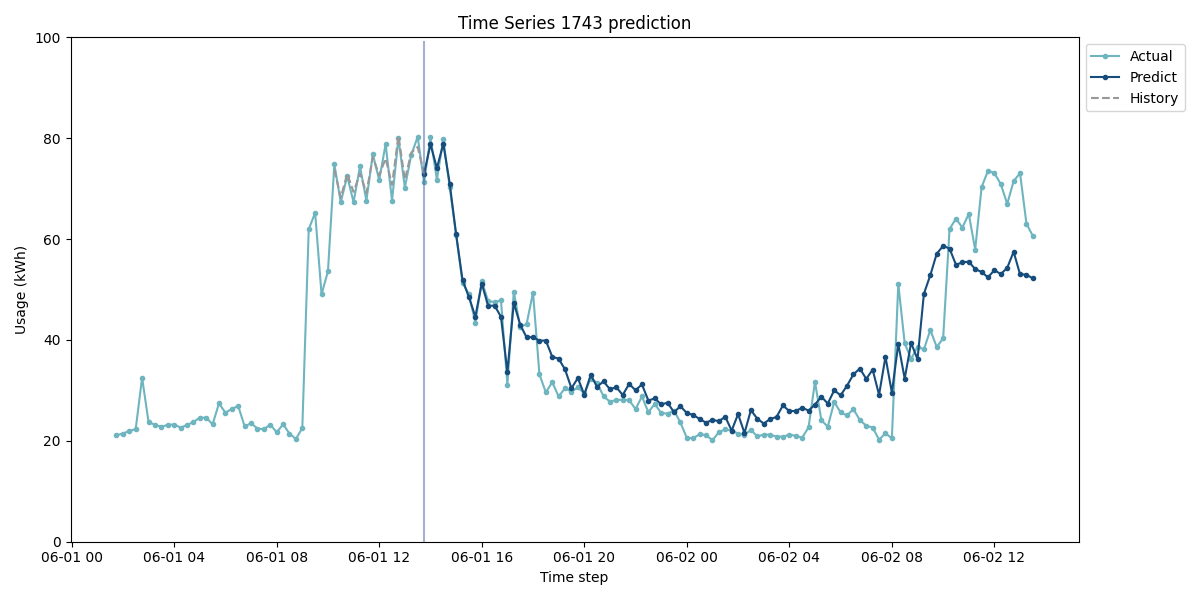 Time Series 1743 prediction
100
80
60
40
20
0
Usage (kWh)
06-01 00
06-01 04
06-01 08
06-01 12
06-01 16
06-01 20
06-02 00
06-02 04
06-02 08
06-02 12
Time step
Actual
Predict
History